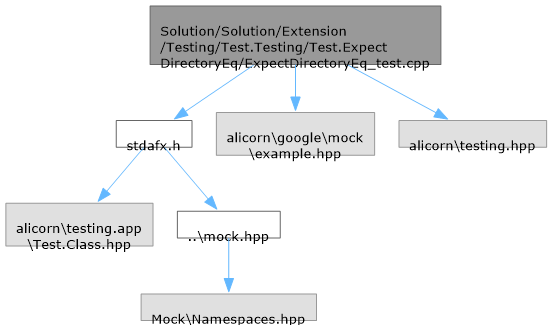 Solution/Solution/Extension
/Testing/Test.Testing/Test.Expect
DirectoryEq/ExpectDirectoryEq_test.cpp
stdafx.h
alicorn\google\mock
\example.hpp
alicorn\testing.hpp
alicorn\testing.app
\Test.Class.hpp
..\mock.hpp
Mock\Namespaces.hpp